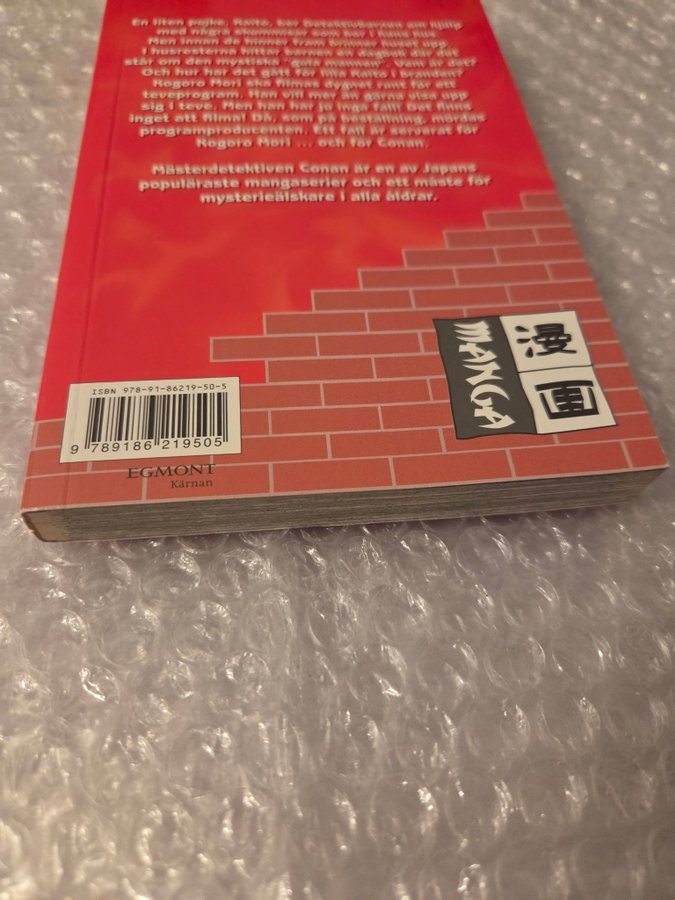 En liten pojke, Kaito, ber Detektivbyrån om hjälp
med några skummisar som bor i hans hus.
Men innan de hinner fram brinner huset upp.
I husresterna hittar barnen en dagbok där det
står om den mystiska "gula mannen". Vem är det?
Och hur har det gått för lilla Kaito i branden?
Kogoro Mori ska filmas dygnet runt för ett
teveprogram. Han vill mer än gärna visa upp
sig i teve. Men han har ju inga fall! Det finns
inget att filma! Då, som på beställning, mördas
programproducenten. Ett fall är serverat för
Kogoro Mori ... och för Conan.
Mästerdetektiven Conan är en av Japans
populäraste mangaserier och ett måste för
mysterieälskare i alla åldrar.
漫画
MANGA
ISBN 978-91-86219-50-5
9 789186 219505
EGMONT
Kärnan